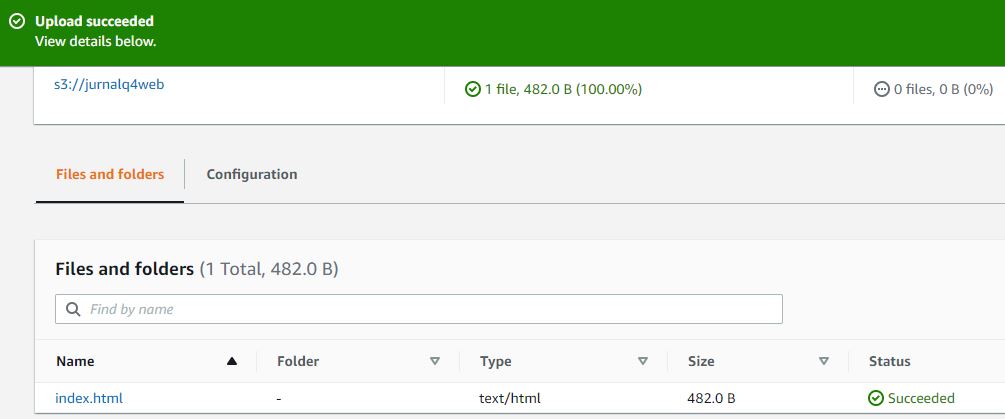 Upload succeeded
View details below.
s3://jurnalq4web
1 file, 482.0 B (100.00%)
0 files, 0 B (0%)
Files and folders
Configuration
Files and folders (1 Total, 482.0 B)
Find by name
Name Folder Type Size Status
index.html - text/html 482.0 B Succeeded